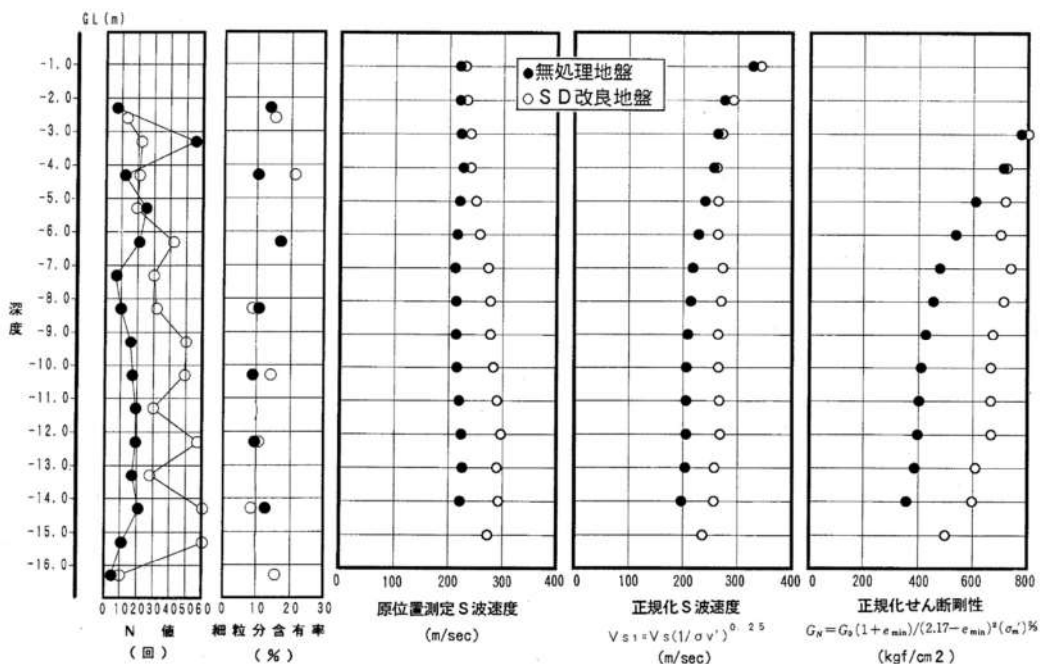 GL(m)
-1.0
-2.0
-3.0
-4.0
-5.0
-6.0
-7.0
-8.0
-9.0
-10.0
-11.0
-12.0
-13.0
-14.0
-15.0
-16.0
深度
●無処理地盤
○SD改良地盤
0 10 20 30 40 50 60
N 値
(回)
0 10 20 30
細粒分含有率
(%)
0 100 200 300 400
原位置測定S波速度
(m/sec)
0 100 200 300 400
正規化S波速度
Vs1=Vs(1/σv')^0.25
(m/sec)
0 200 400 600 800
正規化せん断剛性
G_N=G_0(1+e_min)/(2.17-e_min)²(σ_m')^⅔
(kgf/cm2)